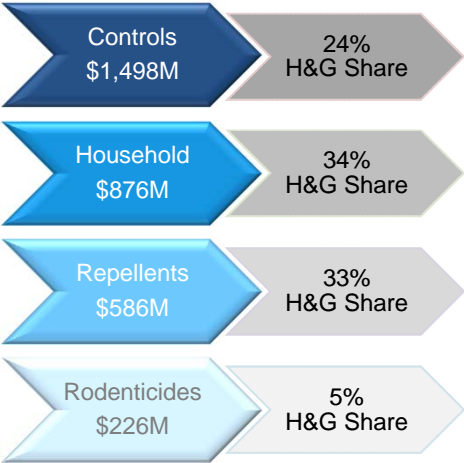 Controls
$1,498M
24%
H&G Share
Household
$876M
34%
H&G Share
Repellents
$586M
33%
H&G Share
Rodenticides
$226M
5%
H&G Share